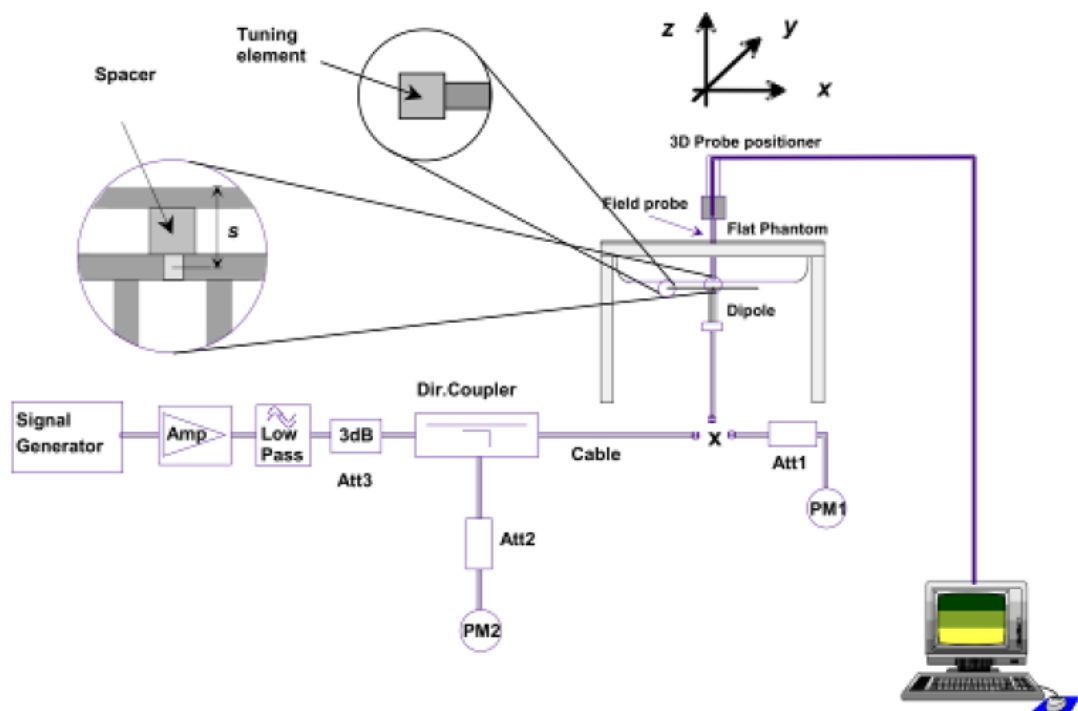 Tuning
element
Spacer
z
y
x
3D Probe positioner
Field probe
Flat Phantom
s
Dipole
Dir.Coupler
Signal
Generator
Amp
Low
Pass
3dB
Att3
Cable
x
Att1
PM1
Att2
PM2